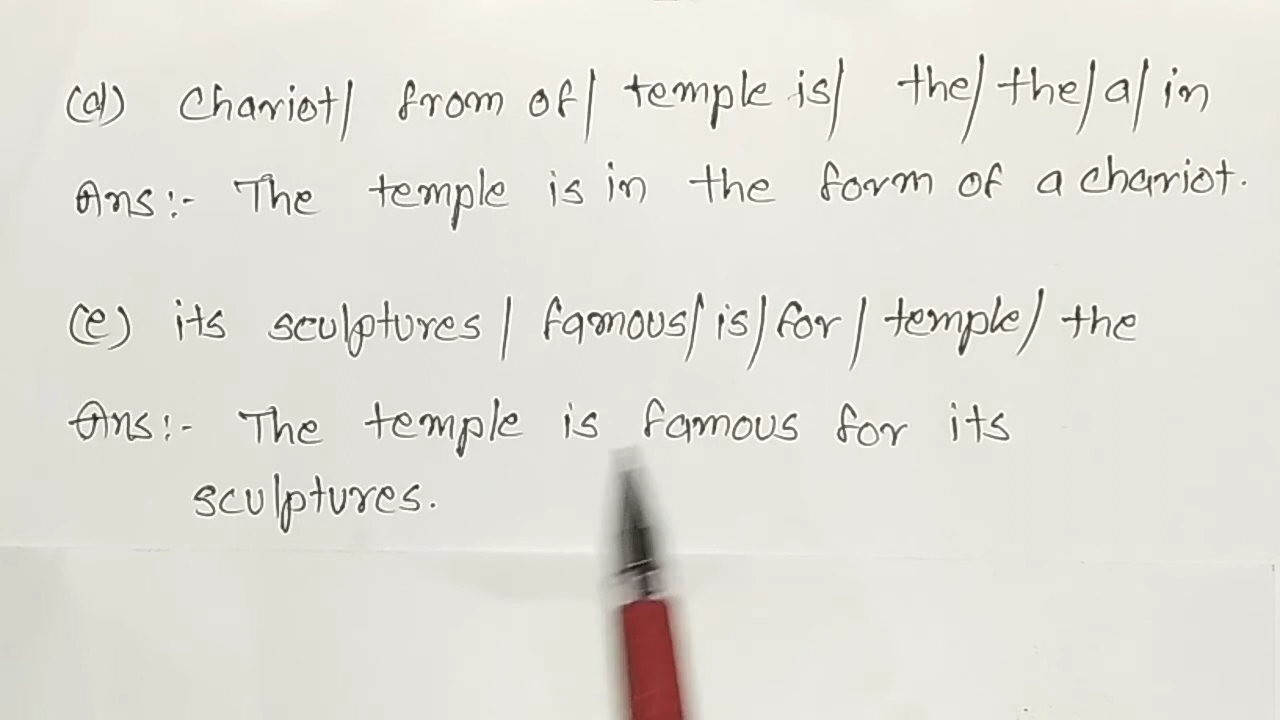 (d) Chariot/ from of/ temple is/ the/ the/ a/ in
Ans:- The temple is in the form of a chariot.
(e) its sculptures/ famous/ is/ for/ temple/ the
Ans:- The temple is famous for its
sculptures.